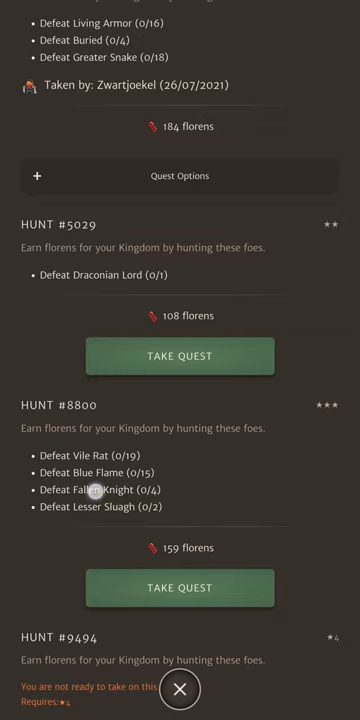 • Defeat Living Armor (0/16)
• Defeat Buried (0/4)
• Defeat Greater Snake (0/18)
Taken by: Zwartjoekel (26/07/2021)
184 florens
+ Quest Options
HUNT #5029 ★★
Earn florens for your Kingdom by hunting these foes.
• Defeat Draconian Lord (0/1)
108 florens
TAKE QUEST
HUNT #8800 ★★★
Earn florens for your Kingdom by hunting these foes.
• Defeat Vile Rat (0/19)
• Defeat Blue Flame (0/15)
• Defeat Fallen Knight (0/4)
• Defeat Lesser Sluagh (0/2)
159 florens
TAKE QUEST
HUNT #9494 ★4
Earn florens for your Kingdom by hunting these foes.
You are not ready to take on this
Requires:★4